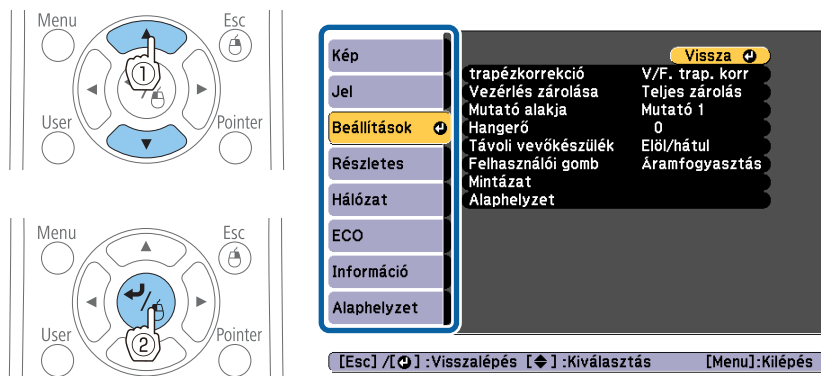 Menu Esc
①
User Pointer
Menu Esc
②
User Pointer
Kép
Jel
Beállítások
Részletes
Hálózat
ECO
Információ
Alaphelyzet
Vissza
trapézkorrekció V/F. trap. korr
Vezérlés zárolása Teljes zárolás
Mutató alakja Mutató 1
Hangerő 0
Távoli vevőkészülék Elöl/hátul
Felhasználói gomb Áramfogyasztás
Mintázat
Alaphelyzet
[Esc] /[⏎] :Visszalépés [◆] :Kiválasztás [Menu]:Kilépés